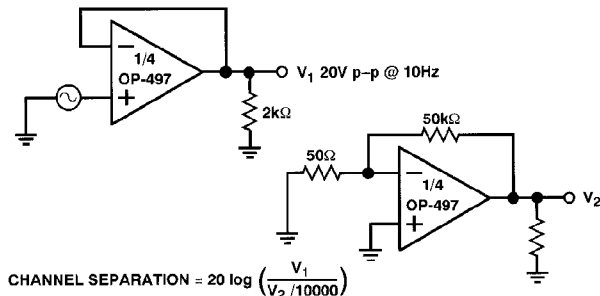 1/4
OP-497
−
+
V1 20V p–p @ 10Hz
2kΩ
50kΩ
50Ω
−
1/4
OP-497
+
V2
CHANNEL SEPARATION = 20 log (V1 / V2 /10000)